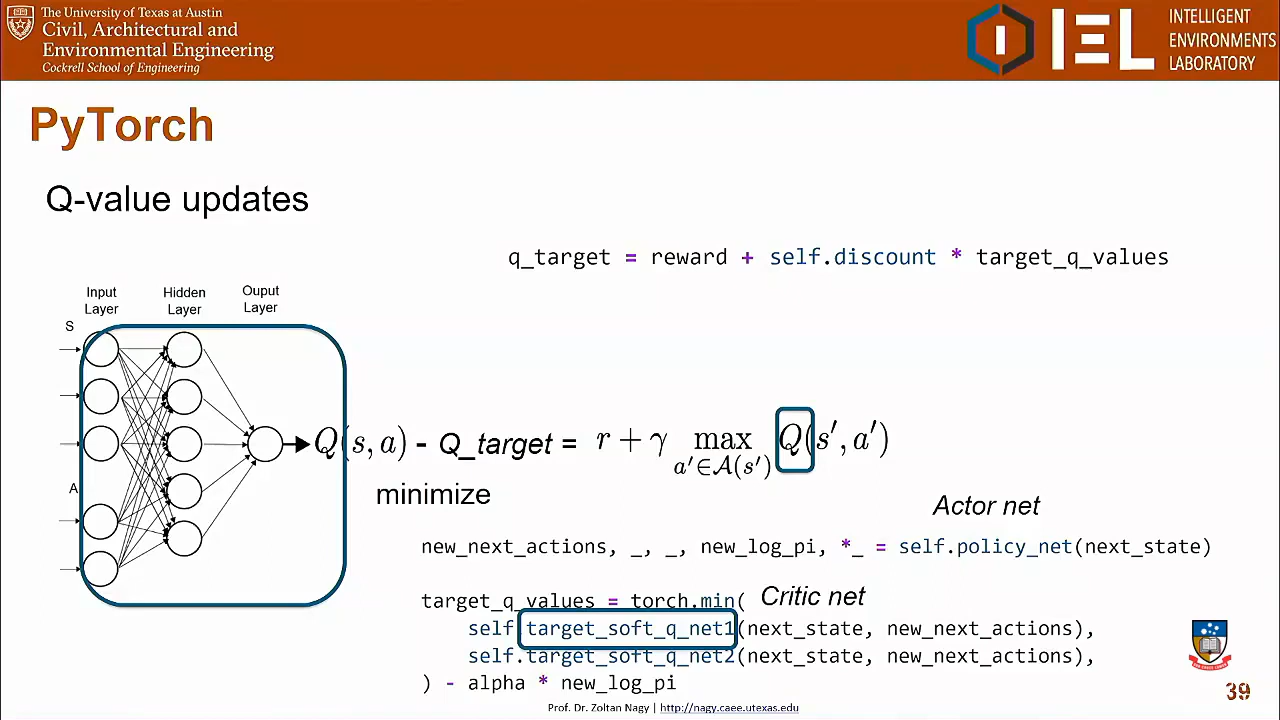 The University of Texas at Austin
Civil, Architectural and
Environmental Engineering
Cockrell School of Engineering
IEL
INTELLIGENT
ENVIRONMENTS
LABORATORY
PyTorch
Q-value updates
q_target = reward + self.discount * target_q_values
Input Layer
Hidden Layer
Ouput Layer
S
A
Q(s, a) - Q_target = r + γ max_{a′∈𝒜(s′)} Q(s′, a′)
minimize
Actor net
new_next_actions, _, _, new_log_pi, *_ = self.policy_net(next_state)
Critic net
target_q_values = torch.min(
self.target_soft_q_net1(next_state, new_next_actions),
self.target_soft_q_net2(next_state, new_next_actions),
) - alpha * new_log_pi
39
Prof. Dr. Zoltan Nagy | http://nagy.caee.utexas.edu